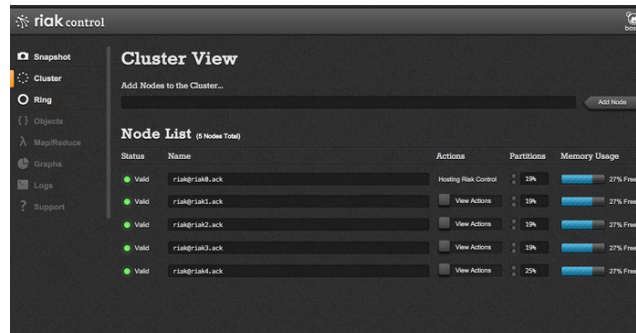 riak control
bas
Snapshot
Cluster
Ring
Objects
Map/Reduce
Graphs
Logs
Support
Cluster View
Add Nodes to the Cluster...
Add Node
Node List (5 Nodes Total)
Status Name Actions Partitions Memory Usage
Valid riak@riak0.ack Hosting Riak Control 19% 27% Free
Valid riak@riak1.ack View Actions 19% 27% Free
Valid riak@riak2.ack View Actions 19% 27% Free
Valid riak@riak3.ack View Actions 19% 27% Free
Valid riak@riak4.ack View Actions 25% 27% Free